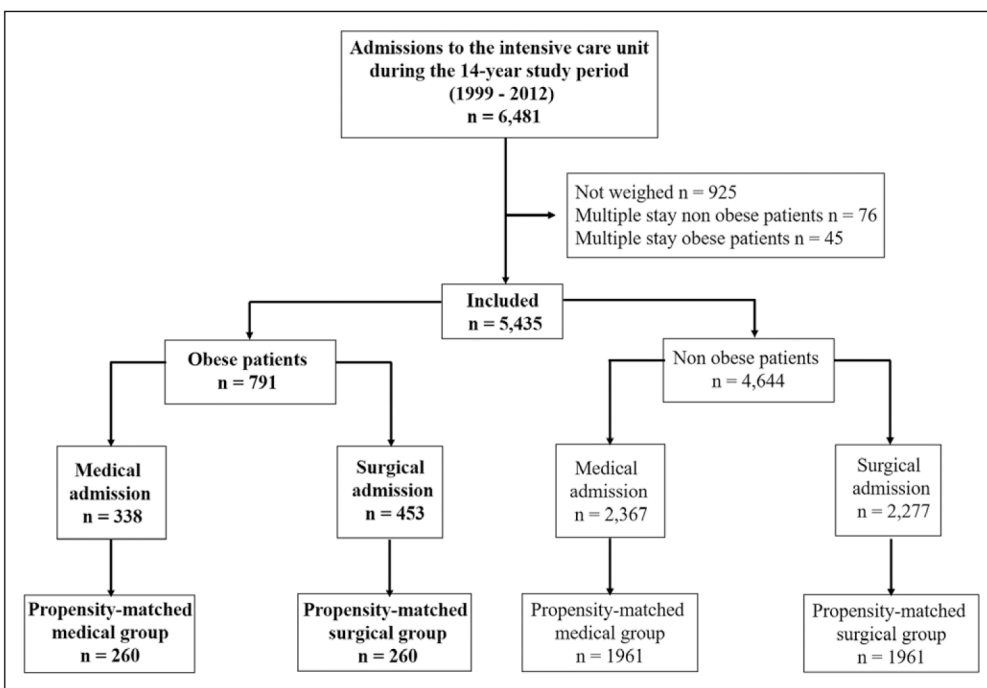 Admissions to the intensive care unit
during the 14-year study period
(1999 - 2012)
n = 6,481
Not weighed n = 925
Multiple stay non obese patients n = 76
Multiple stay obese patients n = 45
Included
n = 5,435
Obese patients
n = 791
Non obese patients
n = 4,644
Medical
admission
n = 338
Surgical
admission
n = 453
Medical
admission
n = 2,367
Surgical
admission
n = 2,277
Propensity-matched
medical group
n = 260
Propensity-matched
surgical group
n = 260
Propensity-matched
medical group
n = 1961
Propensity-matched
surgical group
n = 1961